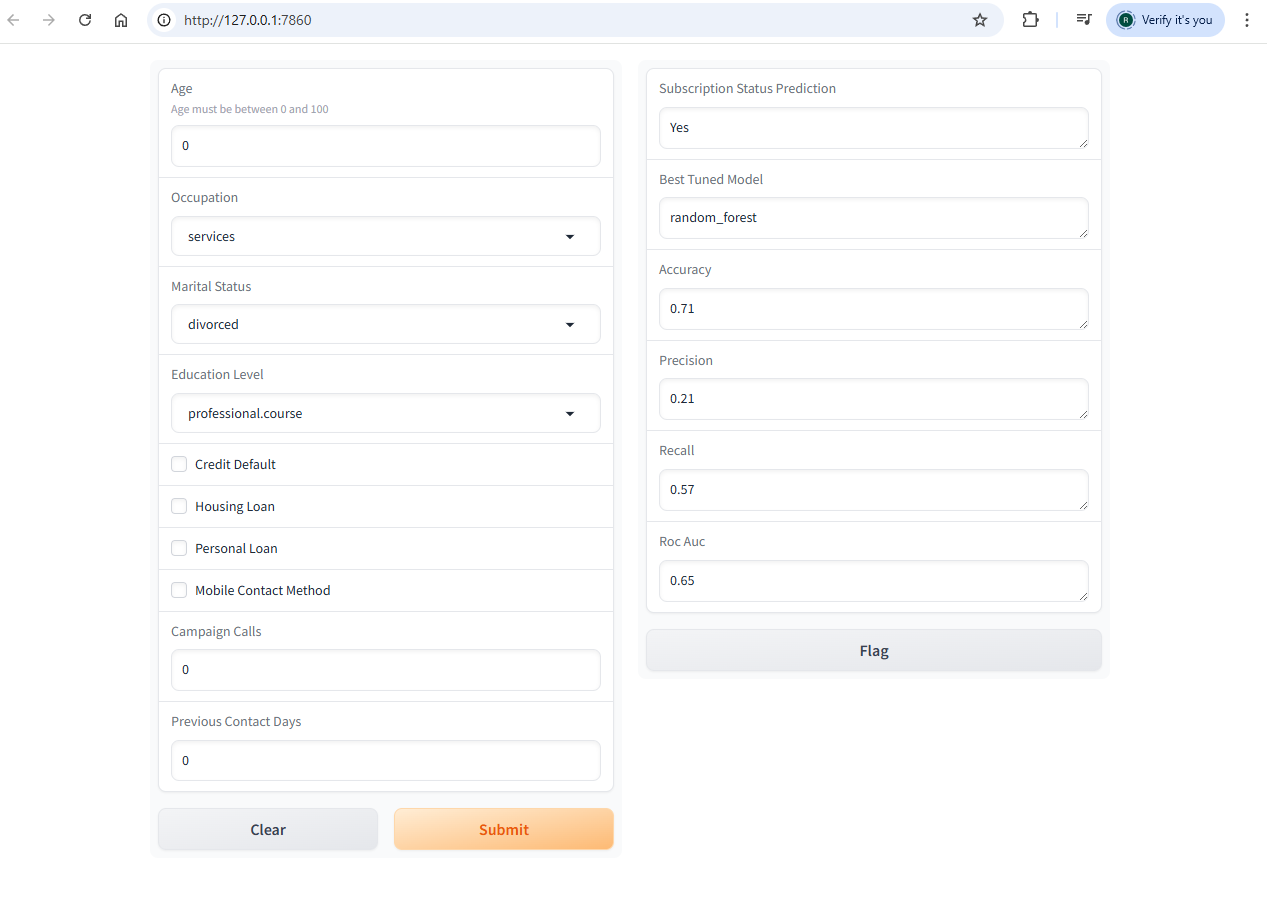 http://127.0.0.1:7860
R
Verify it's you
Age
Age must be between 0 and 100
0
Occupation
services
Marital Status
divorced
Education Level
professional.course
Credit Default
Housing Loan
Personal Loan
Mobile Contact Method
Campaign Calls
0
Previous Contact Days
0
Clear
Submit
Subscription Status Prediction
Yes
Best Tuned Model
random_forest
Accuracy
0.71
Precision
0.21
Recall
0.57
Roc Auc
0.65
Flag